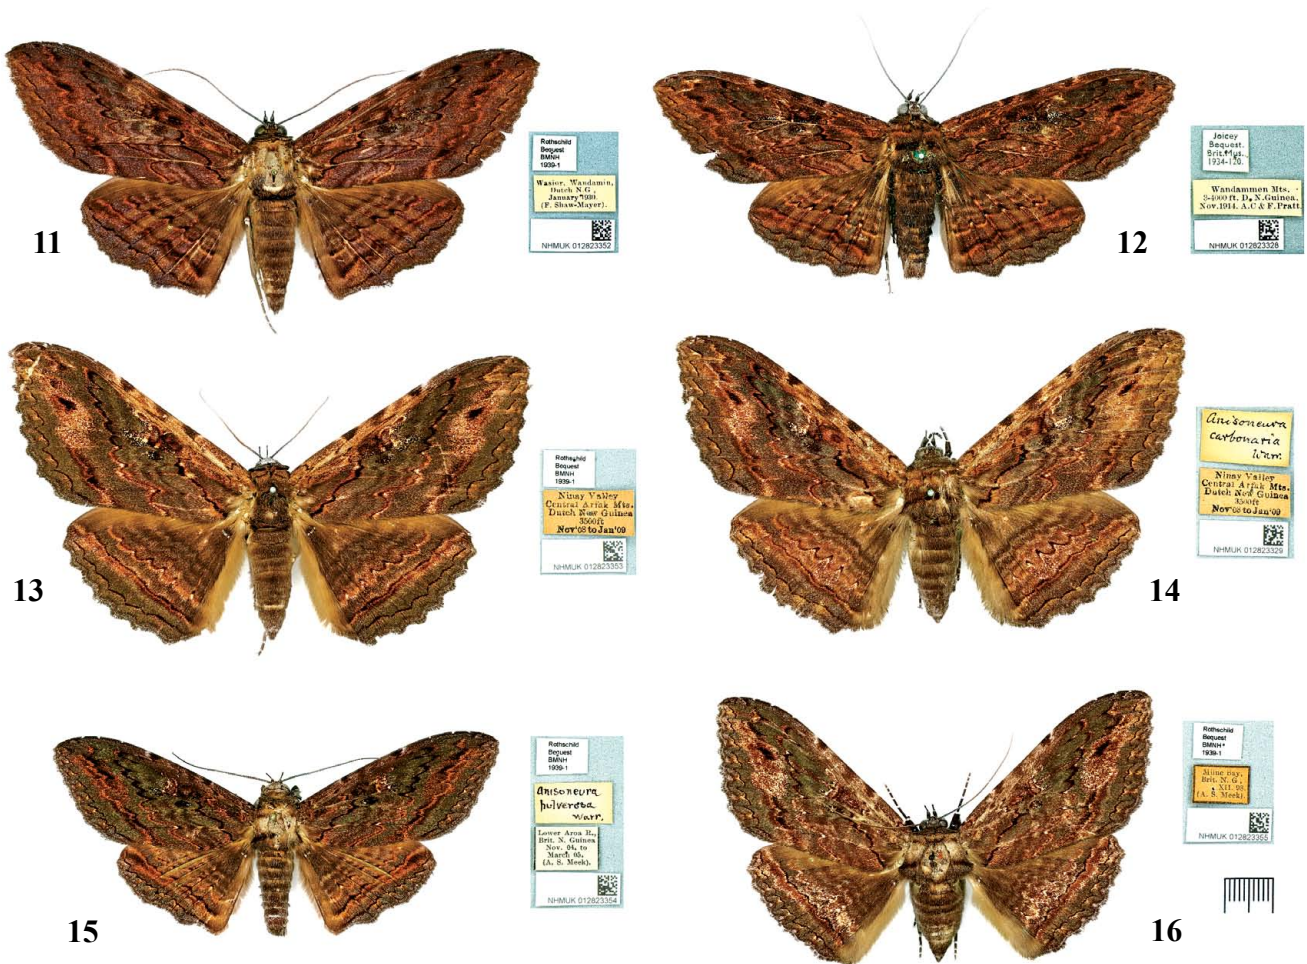 11
Rothschild
Bequest
BMNH
1939-1
Wasior, Wandamin,
Dutch N.G,
January
(F. Shaw-Mayer).
NHMUK 012823352
12
Joicey
Bequest.
Brit. Mus.
1934-120.
Wandammen Mts.
3-4000 ft. D. N. Guinea.
Nov. 1914. A.C & F. Pratt.
NHMUK 012823328
13
Rothschild
Bequest
BMNH
1939-1
Ninay Valley
Central Arfak Mts.
Dutch New Guinea
3500ft
Nov'08 to Jan'09
NHMUK 012823353
14
Anisoneura
carbonaria
Warr.
Ninay Valley
Central Arfak Mts.
Dutch New Guinea
3500ft
Nov'08 to Jan'09
NHMUK 012823329
15
Rothschild
Bequest
BMNH
1939-1
Anisoneura
pulverosa
Warr.
Lower Aroa R.,
Brit. N. Guinea
Nov. 04. to
March 05.
(A. S. Meek).
NHMUK 012823354
16
Rothschild
Bequest
BMNH
1939-1
Milne Bay,
Brit. N. G,
XII. 98.
(A. S. Meek).
NHMUK 012823355